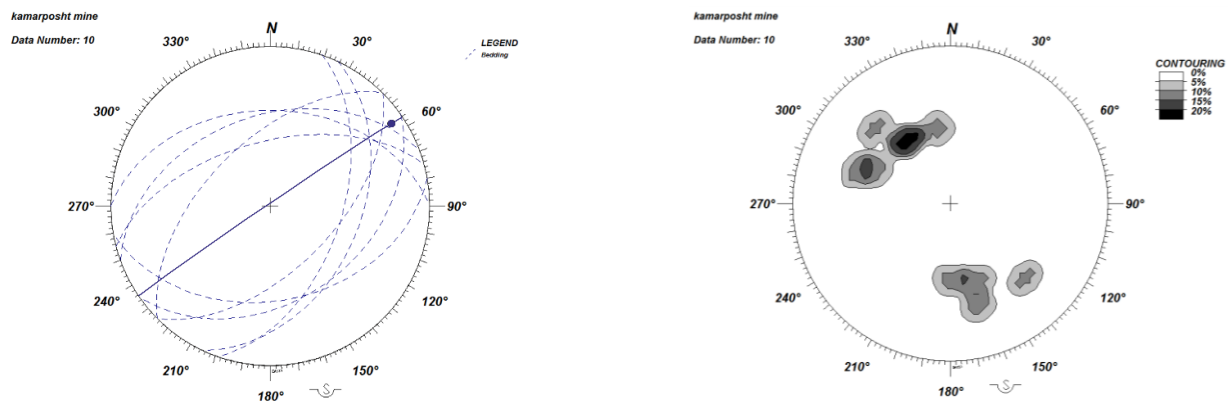 kamarposht mine
Data Number: 10
N
30°
60°
90°
120°
150°
180°
210°
240°
270°
300°
330°
LEGEND
Bedding
S
kamarposht mine
Data Number: 10
N
30°
60°
90°
120°
150°
180°
210°
240°
270°
300°
330°
CONTOURING
0%
5%
10%
15%
20%
S